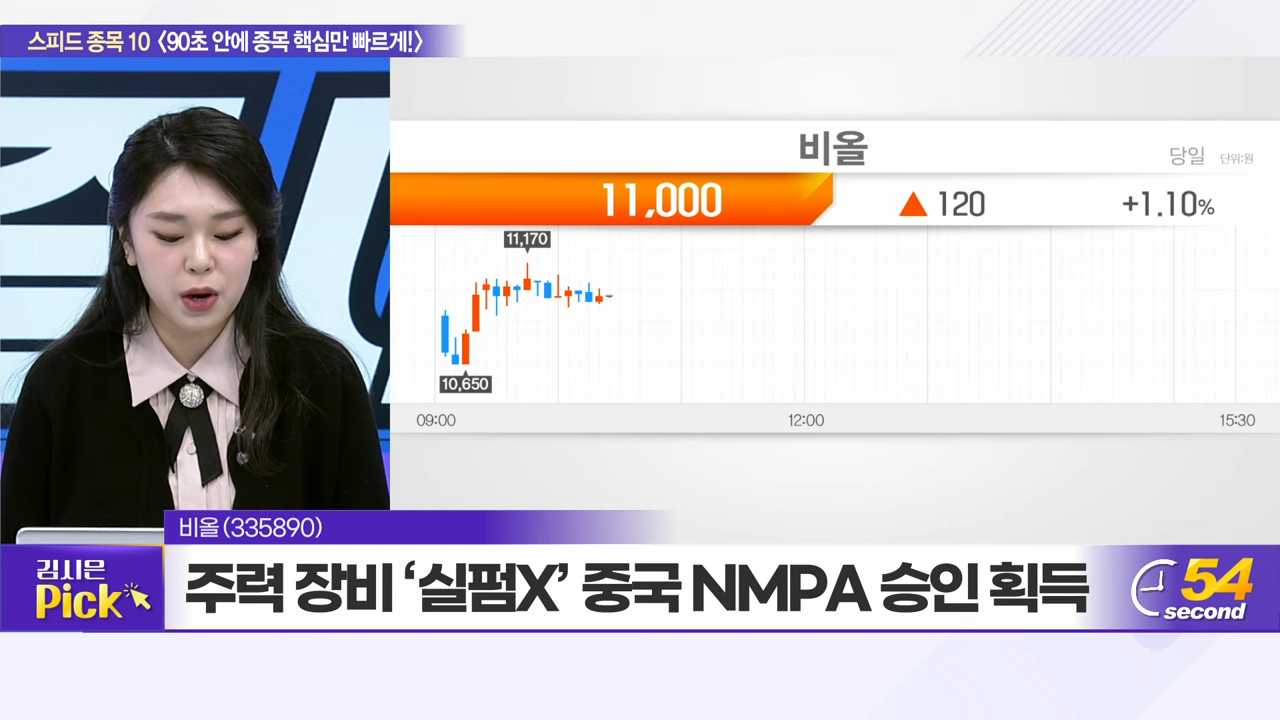 스피드 종목 10 〈90초 안에 종목 핵심만 빠르게!〉
비올
당일 단위:원
11,000 ▲ 120 +1.10%
11,170
10,650
09:00 12:00 15:30
비올 (335890)
김시은
Pick
주력 장비 ‘실펌X’ 중국 NMPA 승인 획득
54
second